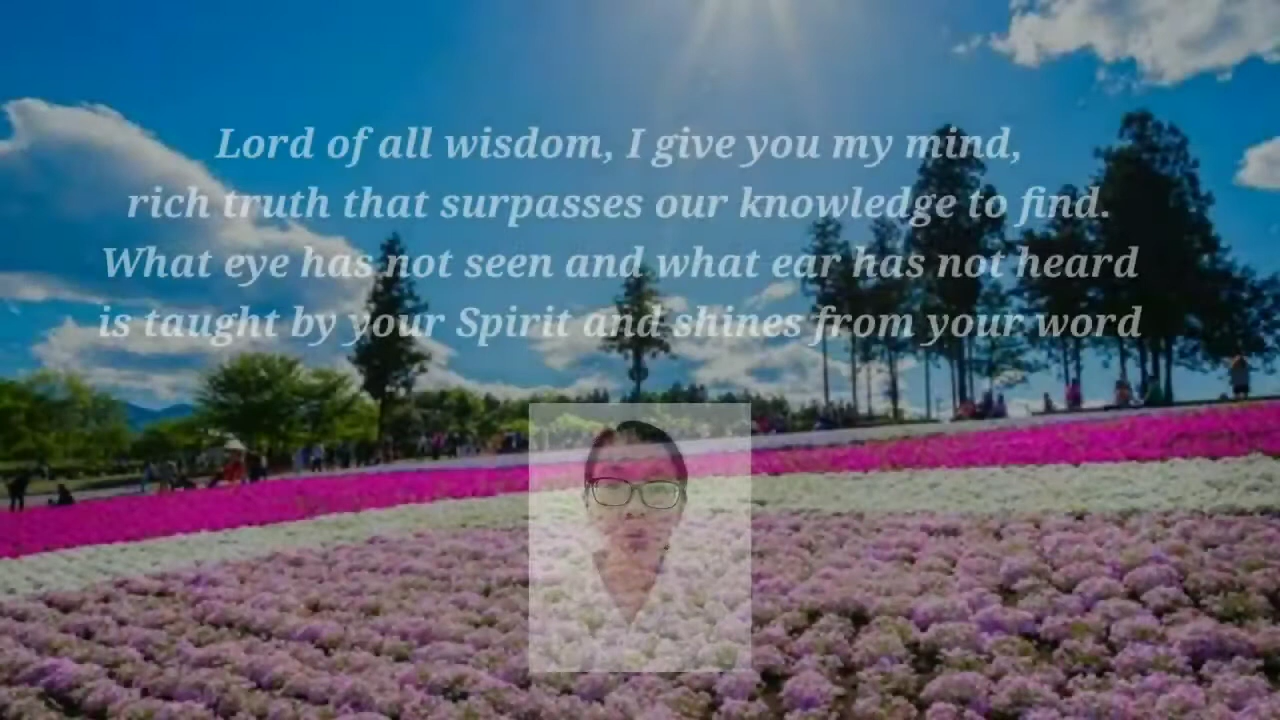 Lord of all wisdom, I give you my mind,
rich truth that surpasses our knowledge to find.
What eye has not seen and what ear has not heard
is taught by your Spirit and shines from your word